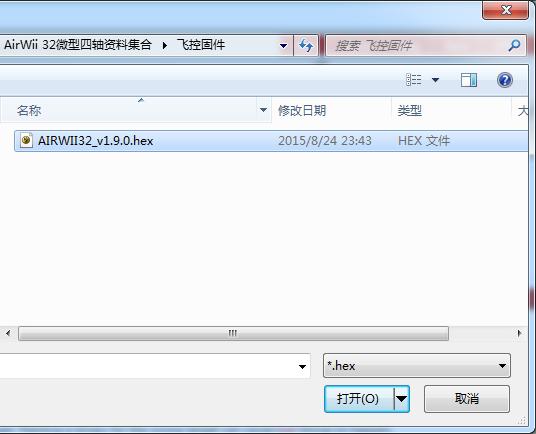 AirWii 32微型四轴资料集合 飞控固件 搜索 飞控固件
名称 修改日期 类型 大
AIRWII32_v1.9.0.hex 2015/8/24 23:43 HEX 文件
*.hex
打开(O) 取消